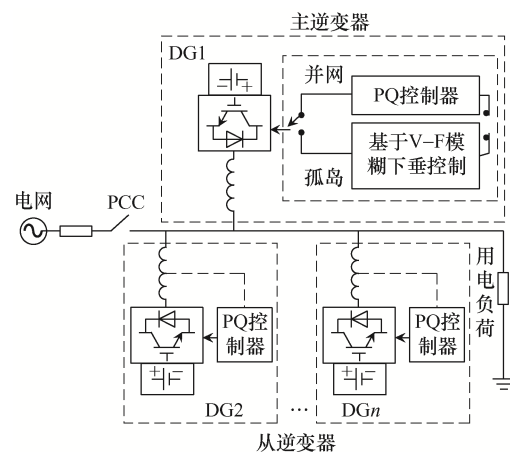 主逆变器
DG1
并网
PQ控制器
基于V-F模
糊下垂控制
孤岛
电网
PCC
用电负荷
PQ控
制器
PQ控
制器
DG2
…
DGn
从逆变器